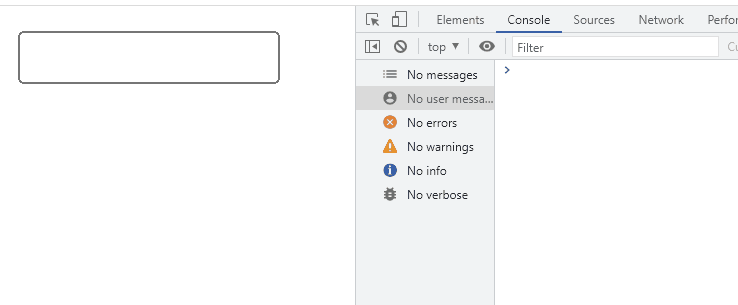 Elements Console Sources Network Perfor
top ▼ Filter Cu
No messages
No user messa...
No errors
No warnings
No info
No verbose